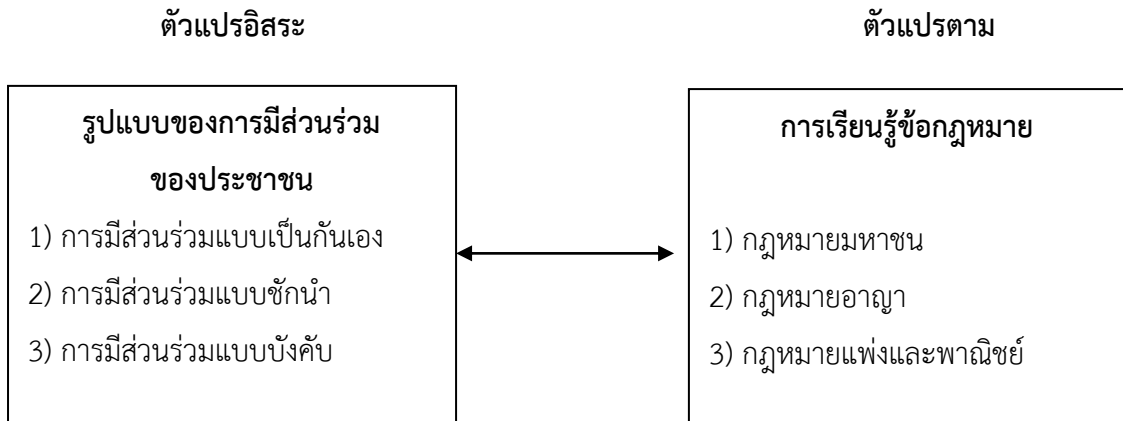 ตัวแปรอิสระ
ตัวแปรตาม
รูปแบบของการมีส่วนร่วม
ของประชาชน
1) การมีส่วนร่วมแบบเป็นกันเอง
2) การมีส่วนร่วมแบบชักนำ
3) การมีส่วนร่วมแบบบังคับ
การเรียนรู้ข้อกฎหมาย
1) กฎหมายมหาชน
2) กฎหมายอาญา
3) กฎหมายแพ่งและพาณิชย์